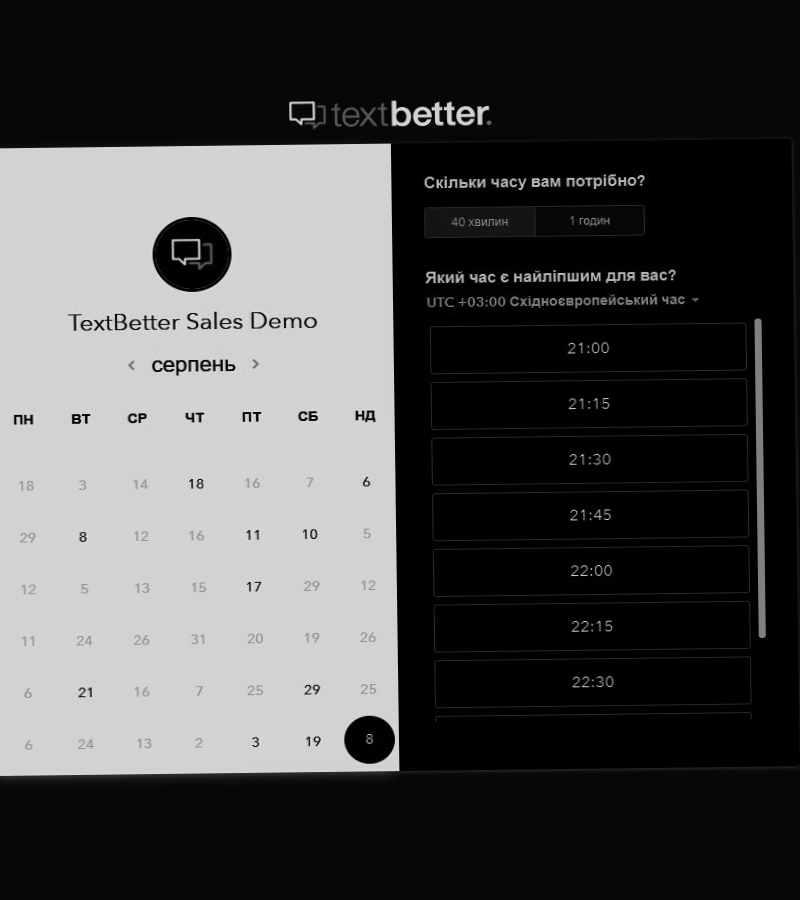 textbetter.
TextBetter Sales Demo
серпень
ПН ВТ СР ЧТ ПТ СБ НД
18 3 14 18 16 7 6
29 8 12 16 11 10 5
12 5 13 15 17 29 12
11 24 26 31 20 19 26
6 21 16 7 25 29 25
6 24 13 2 3 19 8
Скільки часу вам потрібно?
40 хвилин 1 годин
Який час є найліпшим для вас?
UTC +03:00 Східноєвропейський час
21:00
21:15
21:30
21:45
22:00
22:15
22:30